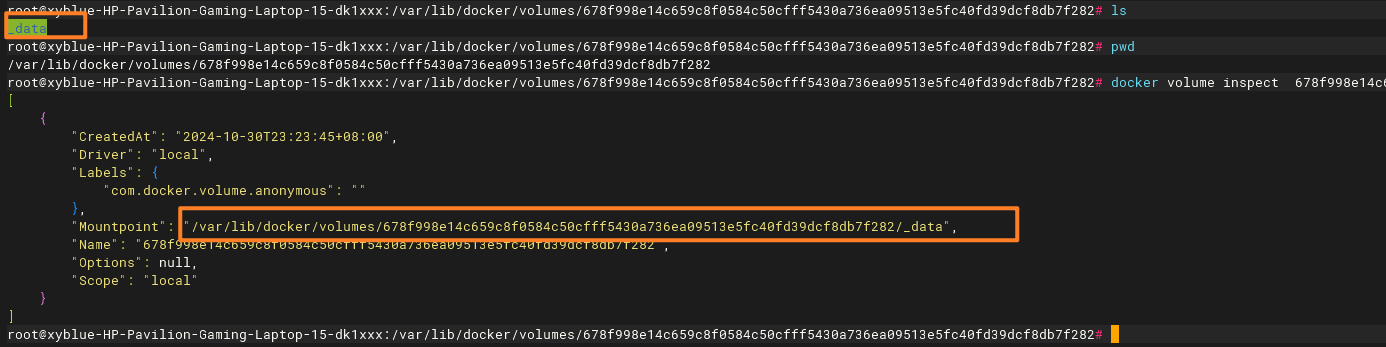 root@xyblue-HP-Pavilion-Gaming-Laptop-15-dk1xxx:/var/lib/docker/volumes/678f998e14c659c8f0584c50cfff5430a736ea09513e5fc40fd39dcf8db7f282# ls
_data
root@xyblue-HP-Pavilion-Gaming-Laptop-15-dk1xxx:/var/lib/docker/volumes/678f998e14c659c8f0584c50cfff5430a736ea09513e5fc40fd39dcf8db7f282# pwd
/var/lib/docker/volumes/678f998e14c659c8f0584c50cfff5430a736ea09513e5fc40fd39dcf8db7f282
root@xyblue-HP-Pavilion-Gaming-Laptop-15-dk1xxx:/var/lib/docker/volumes/678f998e14c659c8f0584c50cfff5430a736ea09513e5fc40fd39dcf8db7f282# docker volume inspect  678f998e14c6
[
    {
        "CreatedAt": "2024-10-30T23:23:45+08:00",
        "Driver": "local",
        "Labels": {
            "com.docker.volume.anonymous": ""
        },
        "Mountpoint": "/var/lib/docker/volumes/678f998e14c659c8f0584c50cfff5430a736ea09513e5fc40fd39dcf8db7f282/_data",
        "Name": "678f998e14c659c8f0584c50cfff5430a736ea09513e5fc40fd39dcf8db7f282",
        "Options": null,
        "Scope": "local"
    }
]
root@xyblue-HP-Pavilion-Gaming-Laptop-15-dk1xxx:/var/lib/docker/volumes/678f998e14c659c8f0584c50cfff5430a736ea09513e5fc40fd39dcf8db7f282#